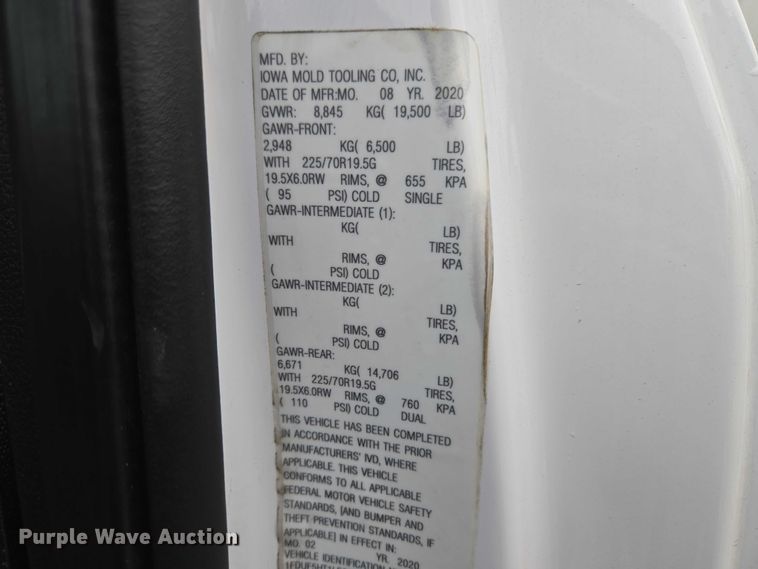 MFD. BY:
IOWA MOLD TOOLING CO, INC.
DATE OF MFR:MO. 08 YR. 2020
GVWR: 8,845 KG( 19,500 LB)
GAWR-FRONT:
2,948 KG( 6,500 LB)
WITH 225/70R19.5G TIRES,
19.5X6.0RW RIMS, @ 655 KPA
( 95 PSI) COLD SINGLE
GAWR-INTERMEDIATE (1):
KG( LB)
WITH TIRES,
RIMS, @ KPA
( PSI) COLD
GAWR-INTERMEDIATE (2):
KG( LB)
WITH TIRES,
RIMS, @ KPA
( PSI) COLD
GAWR-REAR:
6,671 KG( 14,706 LB)
WITH 225/70R19.5G TIRES,
19.5X6.0RW RIMS, @ 760 KPA
( 110 PSI) COLD DUAL
THIS VEHICLE HAS BEEN COMPLETED
IN ACCORDANCE WITH THE PRIOR
MANUFACTURERS' IVD, WHERE
APPLICABLE. THIS VEHICLE
CONFORMS TO ALL APPLICABLE
FEDERAL MOTOR VEHICLE SAFETY
STANDARDS, [AND BUMPER AND
THEFT PREVENTION STANDARDS, IF
APPLICABLE] IN EFFECT IN:
MO. 02 YR. 2020
VEHICLE IDENTIFICATION
Purple Wave Auction